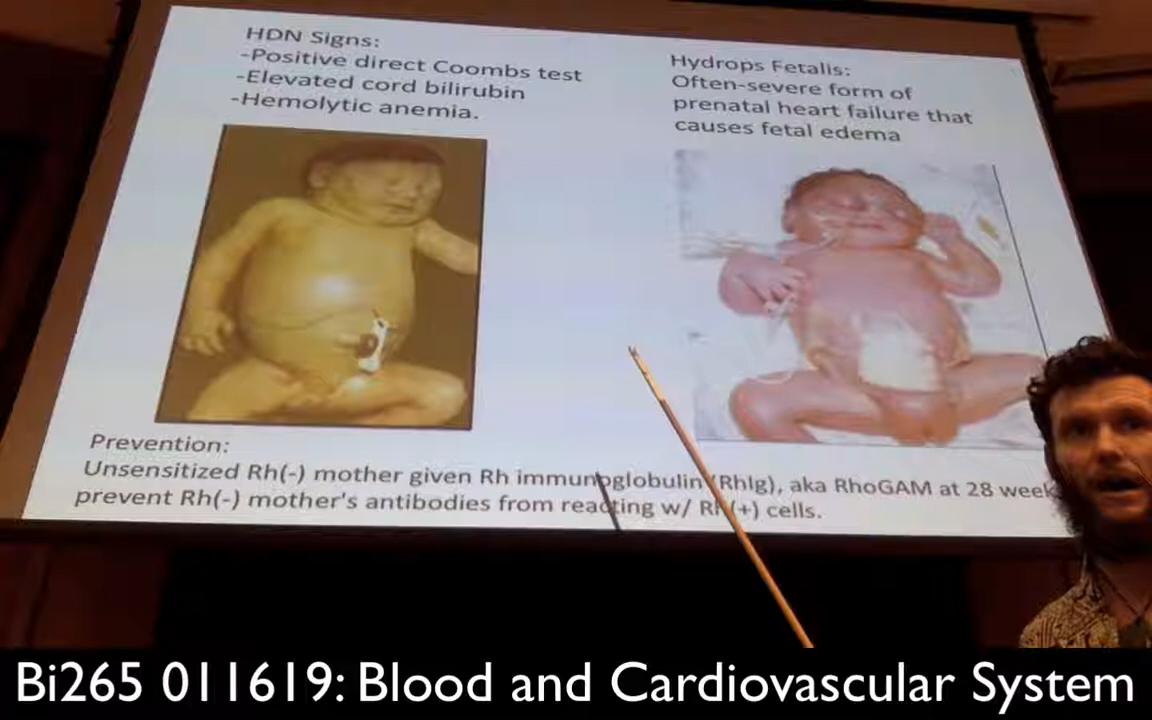 HDN Signs:
-Positive direct Coombs test
-Elevated cord bilirubin
-Hemolytic anemia.
Hydrops Fetalis:
Often-severe form of
prenatal heart failure that
causes fetal edema
Prevention:
Unsensitized Rh(-) mother given Rh immunoglobulin (RhIg), aka RhoGAM at 28 week
prevent Rh(-) mother's antibodies from reacting w/ Rh(+) cells.
Bi265 011619: Blood and Cardiovascular System